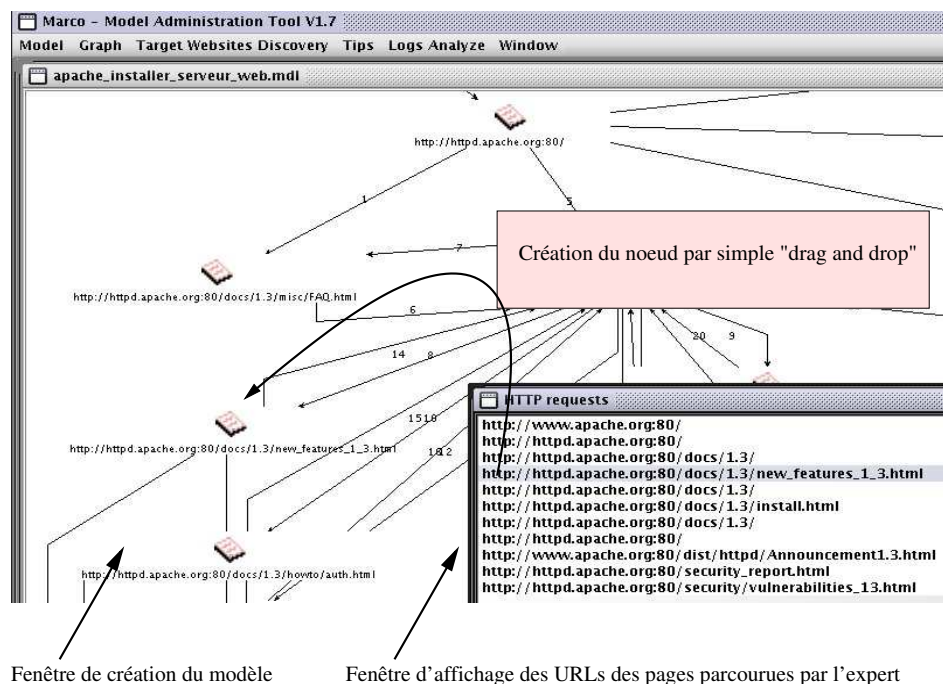 Marco - Model Administration Tool V1.7
Model Graph Target Websites Discovery Tips Logs Analyze Window
apache_installer_serveur_web.mdl
http://httpd.apache.org:80/
1
5
7
Création du noeud par simple "drag and drop"
http://httpd.apache.org:80/docs/1.3/misc/FAQ.html
6
20 9
14 8
HTTP requests
1510
http://www.apache.org:80/
http://httpd.apache.org:80/
http://httpd.apache.org:80/docs/1.3/
http://httpd.apache.org:80/docs/1.3/new_features_1_3.html
http://httpd.apache.org:80/docs/1.3/
http://httpd.apache.org:80/docs/1.3/install.html
http://httpd.apache.org:80/docs/1.3/
http://httpd.apache.org:80/
http://www.apache.org:80/dist/httpd/Announcement1.3.html
http://httpd.apache.org:80/security_report.html
http://httpd.apache.org:80/security/vulnerabilities_13.html
http://httpd.apache.org:80/docs/1.3/new_features_1_3.html
http://httpd.apache.org:80/docs/1.3/howto/auth.html
Fenêtre de création du modèle
Fenêtre d'affichage des URLs des pages parcourues par l'expert